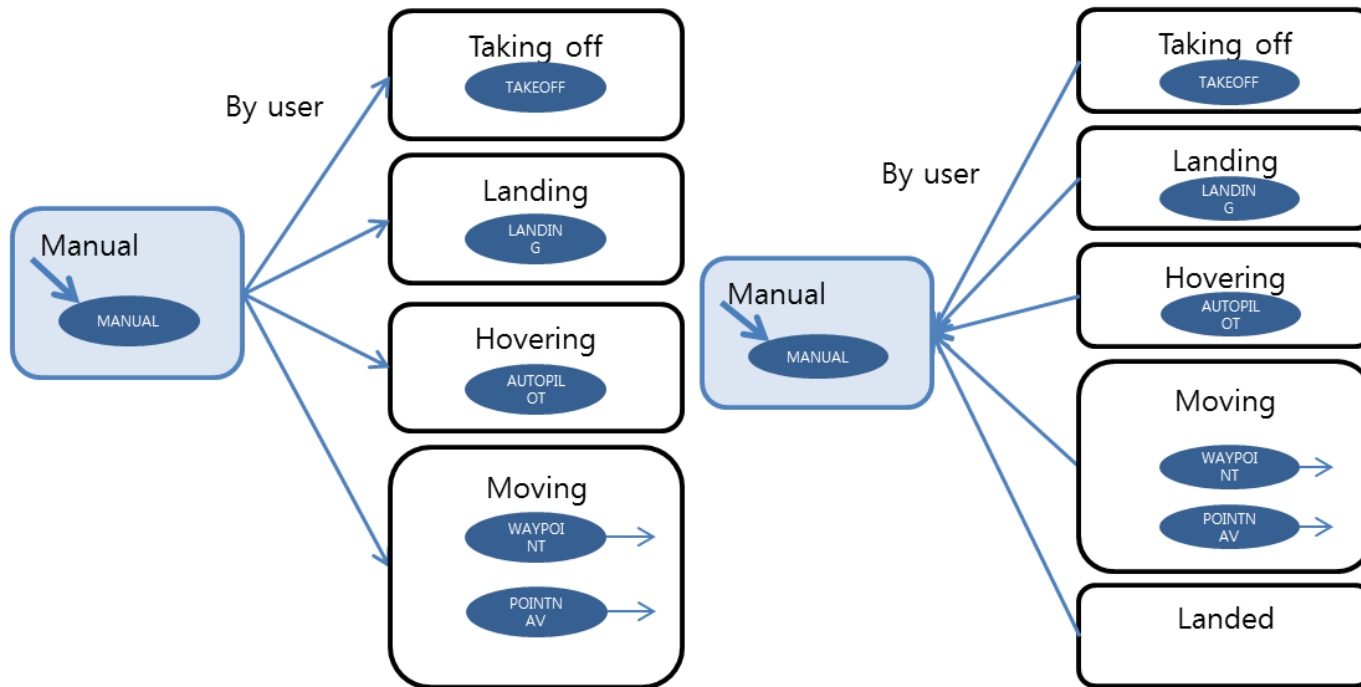 By user
Manual
MANUAL
Taking off
TAKEOFF
Landing
LANDIN
G
Hovering
AUTOPIL
OT
Moving
WAYPOI
NT
POINTN
AV
By user
Manual
MANUAL
Taking off
TAKEOFF
Landing
LANDIN
G
Hovering
AUTOPIL
OT
Moving
WAYPOI
NT
POINTN
AV
Landed